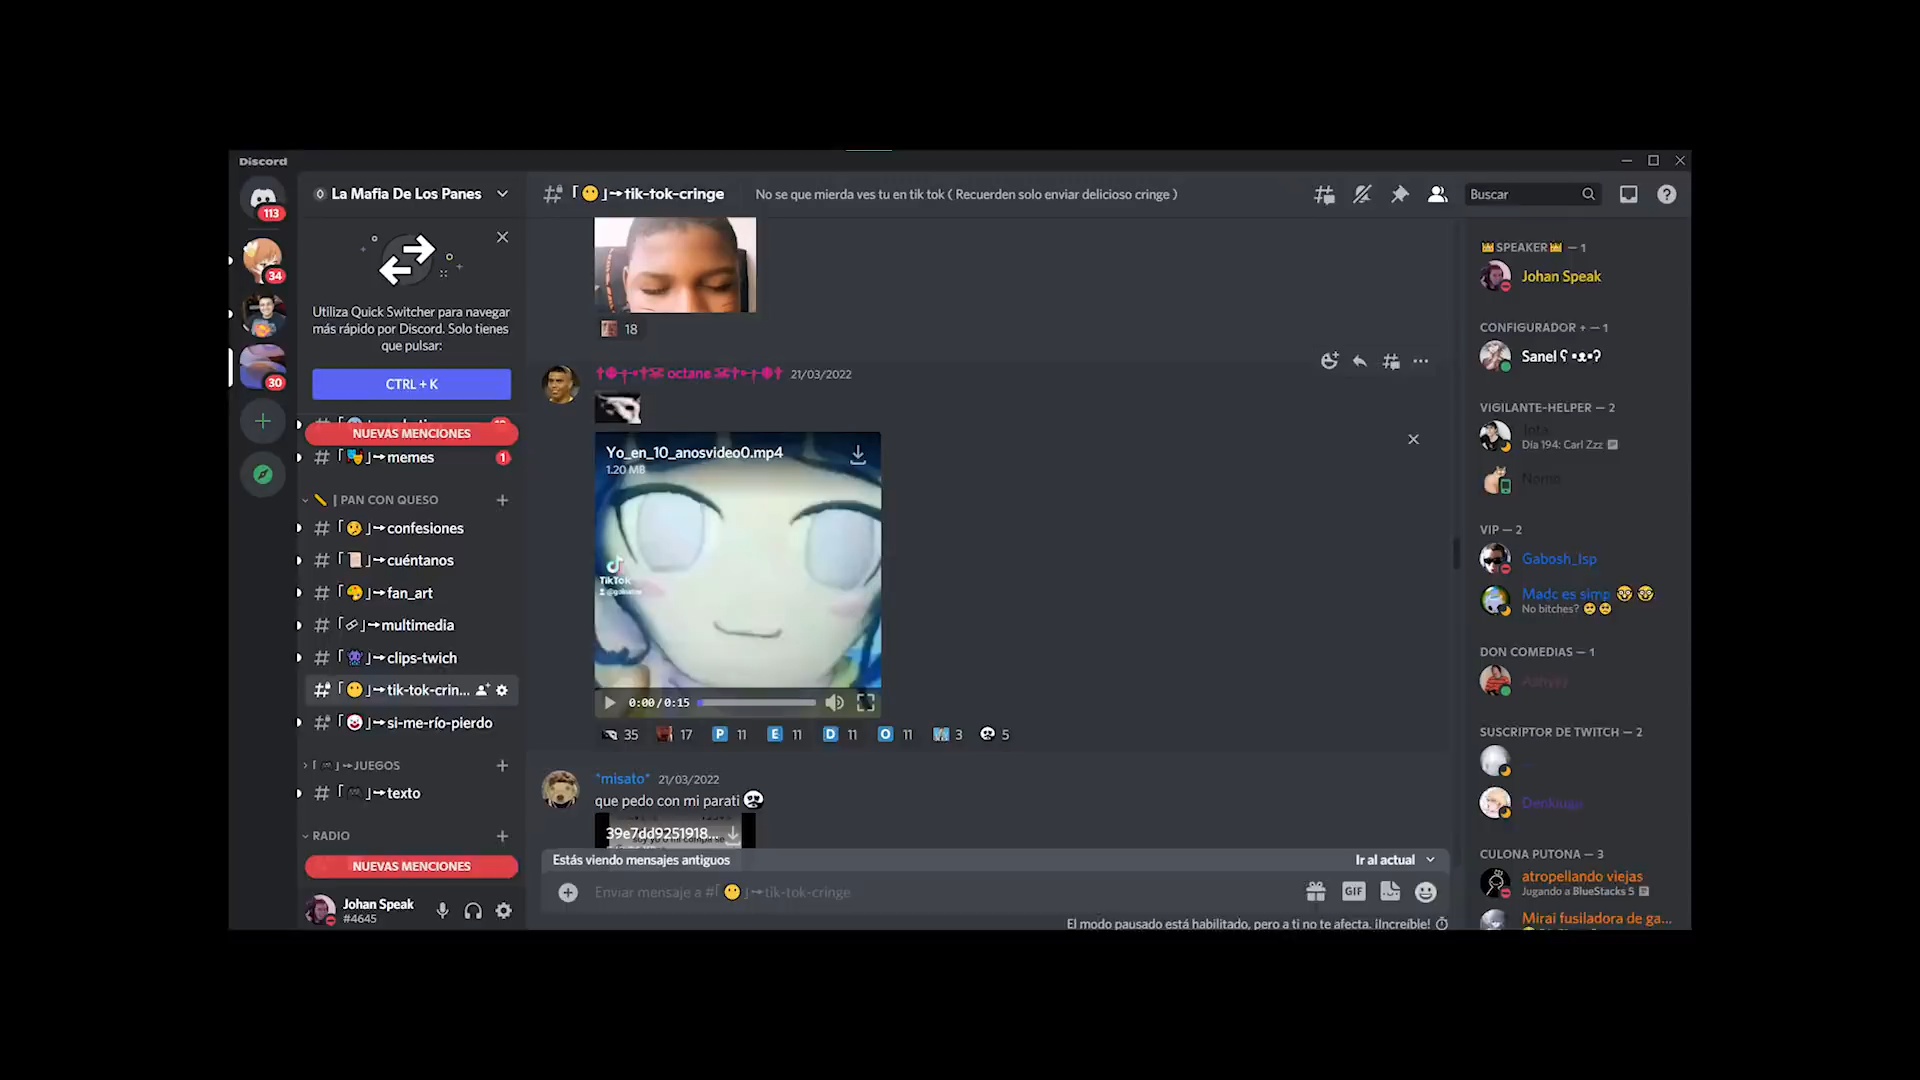 Discord
La Mafia De Los Panes
「😶」→tik-tok-cringe
No se que mierda ves tu en tik tok ( Recuerden solo enviar delicioso cringe )
Buscar
113
34
30
Utiliza Quick Switcher para navegar
más rápido por Discord. Solo tienes
que pulsar:
CTRL + K
NUEVAS MENCIONES
# 「🎭」→memes 1
PAN CON QUESO
# 「🤔」→confesiones
# 「📜」→cuéntanos
# 「🎨」→fan_art
# 「🔗」→multimedia
# 「👾」→clips-twich
# 「😶」→tik-tok-crin...
# 「🤡」→si-me-río-pierdo
「🎮」→JUEGOS
# 「🎮」→texto
RADIO
NUEVAS MENCIONES
Johan Speak
#4645
18
octane 21/03/2022
Yo_en_10_anosvideo0.mp4
1.20 MB
TikTok
0:00/0:15
35 17 P 11 E 11 D 11 O 11 3 5
*misato* 21/03/2022
que pedo con mi parati
39e7dd9251918...
Estás viendo mensajes antiguos
Ir al actual
Enviar mensaje a #「😶」→tik-tok-cringe
GIF
El modo pausado está habilitado, pero a ti no te afecta. ¡Increíble!
👑SPEAKER👑 — 1
Johan Speak
CONFIGURADOR + — 1
Sanel ʕ •ᴥ•ʔ
VIGILANTE-HELPER — 2
Jota
Día 194: Carl Zzz
Nomo
VIP — 2
Gabosh_Isp
Madc es simp 🤓 🤓
No bitches? 🥺🥺
DON COMEDIAS — 1
SUSCRIPTOR DE TWITCH — 2
CULONA PUTONA — 3
atropellando viejas
Jugando a BlueStacks 5
Mirai fusiladora de ga...